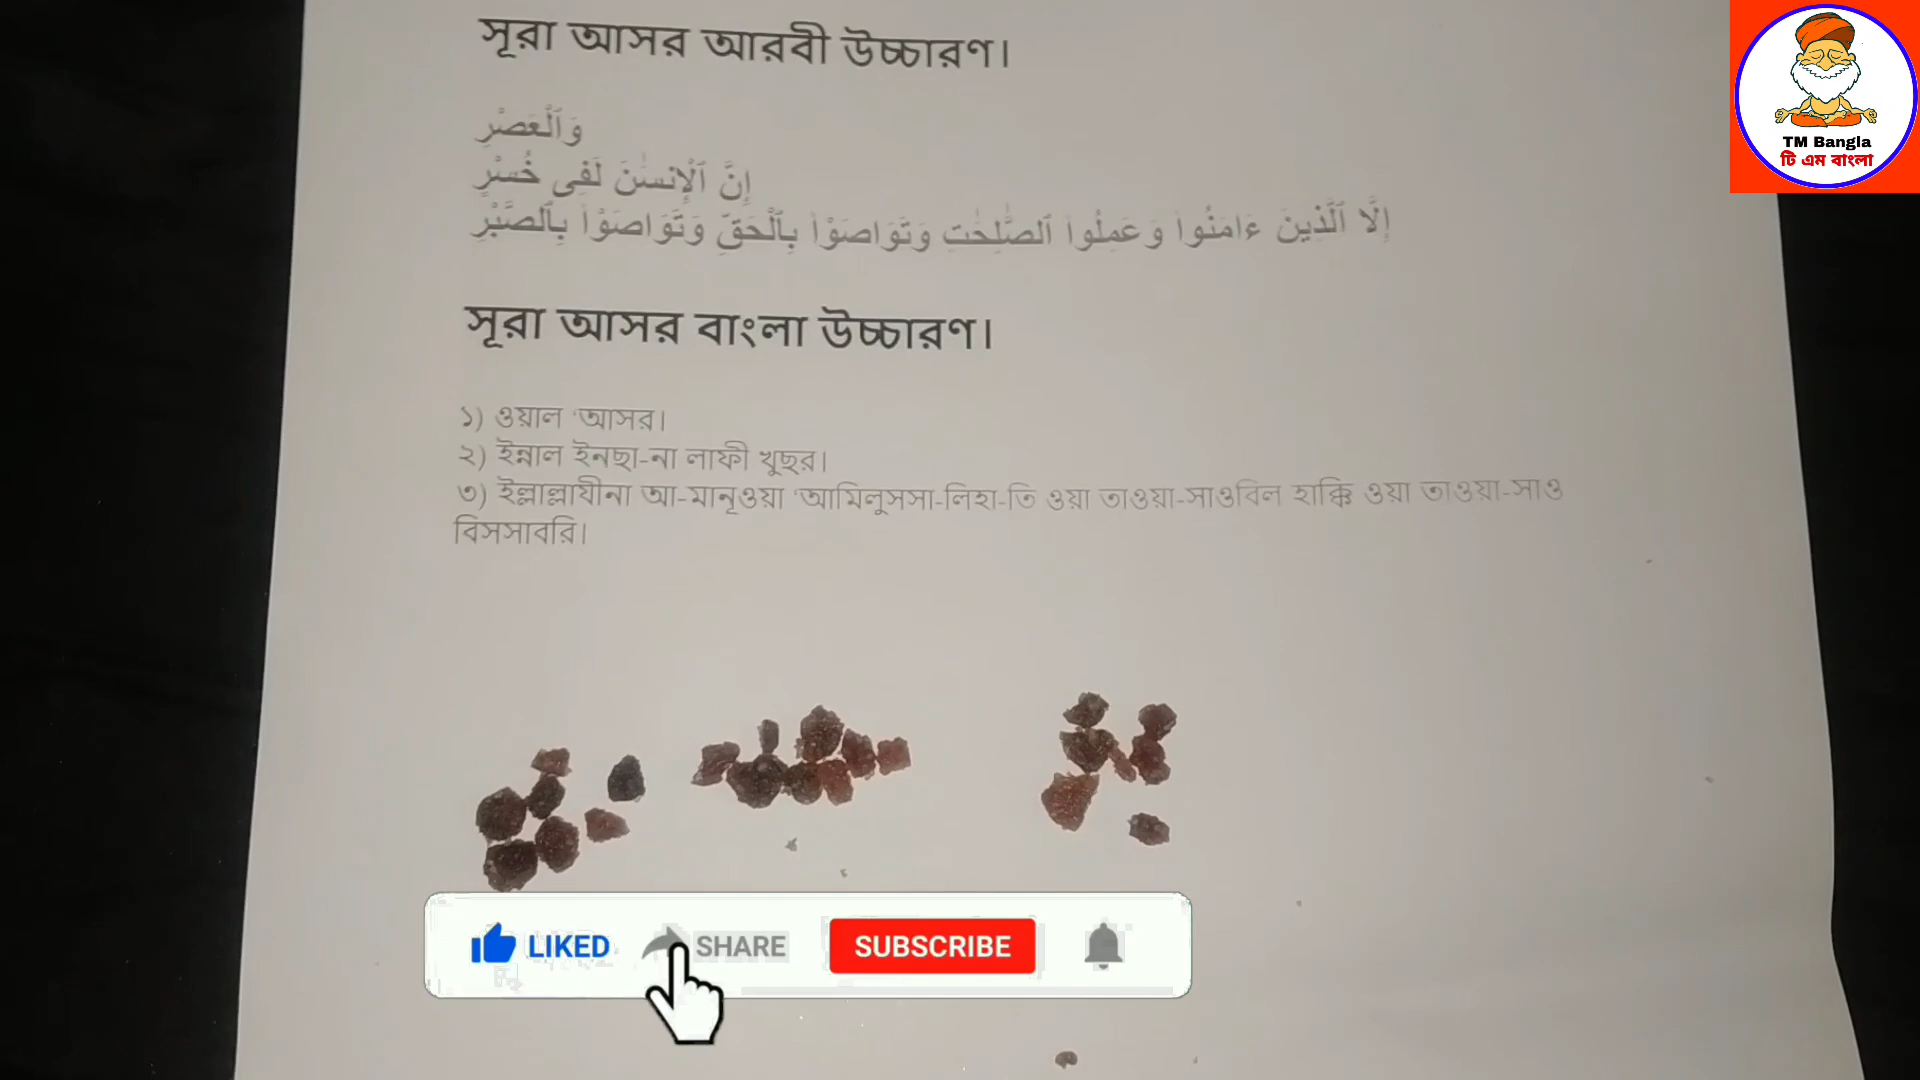 সূরা আসর আরবী উচ্চারণ।
وَٱلْعَصْرِ
إِنَّ ٱلْإِنسَٰنَ لَفِى خُسْرٍ
إِلَّا ٱلَّذِينَ ءَامَنُوا۟ وَعَمِلُوا۟ ٱلصَّٰلِحَٰتِ وَتَوَاصَوْا۟ بِٱلْحَقِّ وَتَوَاصَوْا۟ بِٱلصَّبْرِ
সূরা আসর বাংলা উচ্চারণ।
১) ওয়াল 'আসর।
২) ইন্নাল ইনছা-না লাফী খুছর।
৩) ইল্লাল্লাযীনা আ-মানূওয়া 'আমিলুসসা-লিহা-তি ওয়া তাওয়া-সাওবিল হাক্কি ওয়া তাওয়া-সাও
বিসসাবরি।
TM Bangla
টি এম বাংলা
LIKED SHARE SUBSCRIBE